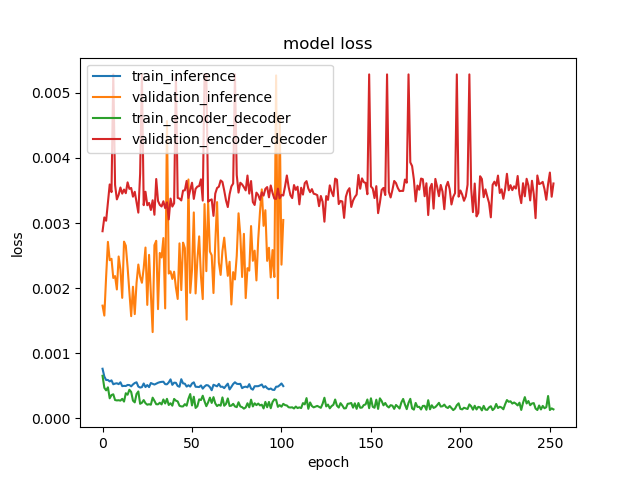 model loss
train_inference
validation_inference
train_encoder_decoder
validation_encoder_decoder
0.005
0.004
0.003
0.002
0.001
0.000
loss
0 50 100 150 200 250
epoch